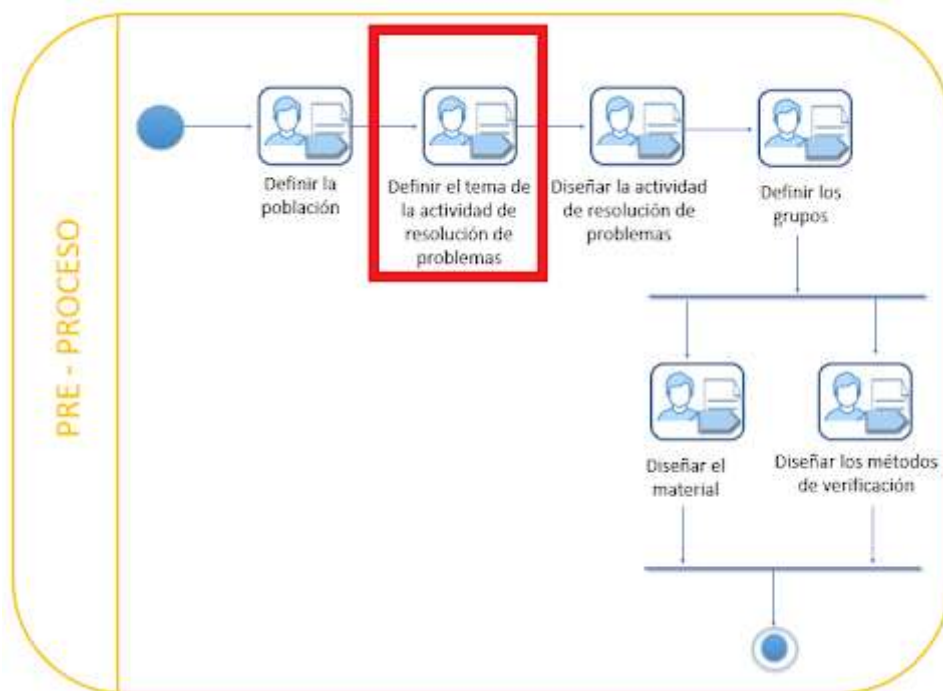 PRE - PROCESO
Definir la
población
Definir el tema de
la actividad de
resolución de
problemas
Diseñar la actividad
de resolución de
problemas
Definir los
grupos
Diseñar el
material
Diseñar los métodos
de verificación